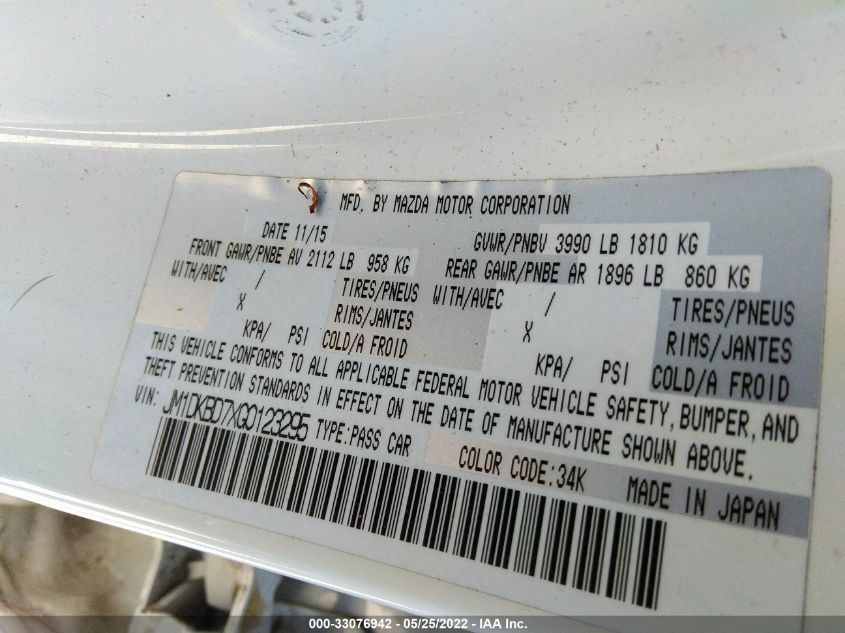 MFD. BY MAZDA MOTOR CORPORATION
DATE 11/15 GVWR/PNBV 3990 LB 1810 KG
FRONT GAWR/PNBE AV 2112 LB 958 KG REAR GAWR/PNBE AR 1896 LB 860 KG
WITH/AVEC / TIRES/PNEUS WITH/AVEC / TIRES/PNEUS
X RIMS/JANTES X RIMS/JANTES
KPA/ PSI COLD/A FROID KPA/ PSI COLD/A FROID
THIS VEHICLE CONFORMS TO ALL APPLICABLE FEDERAL MOTOR VEHICLE SAFETY, BUMPER, AND
THEFT PREVENTION STANDARDS IN EFFECT ON THE DATE OF MANUFACTURE SHOWN ABOVE.
VIN: JM1DKBD7XG0123295 TYPE:PASS CAR
COLOR CODE:34K MADE IN JAPAN
000-33076942 - 05/25/2022 - IAA Inc.